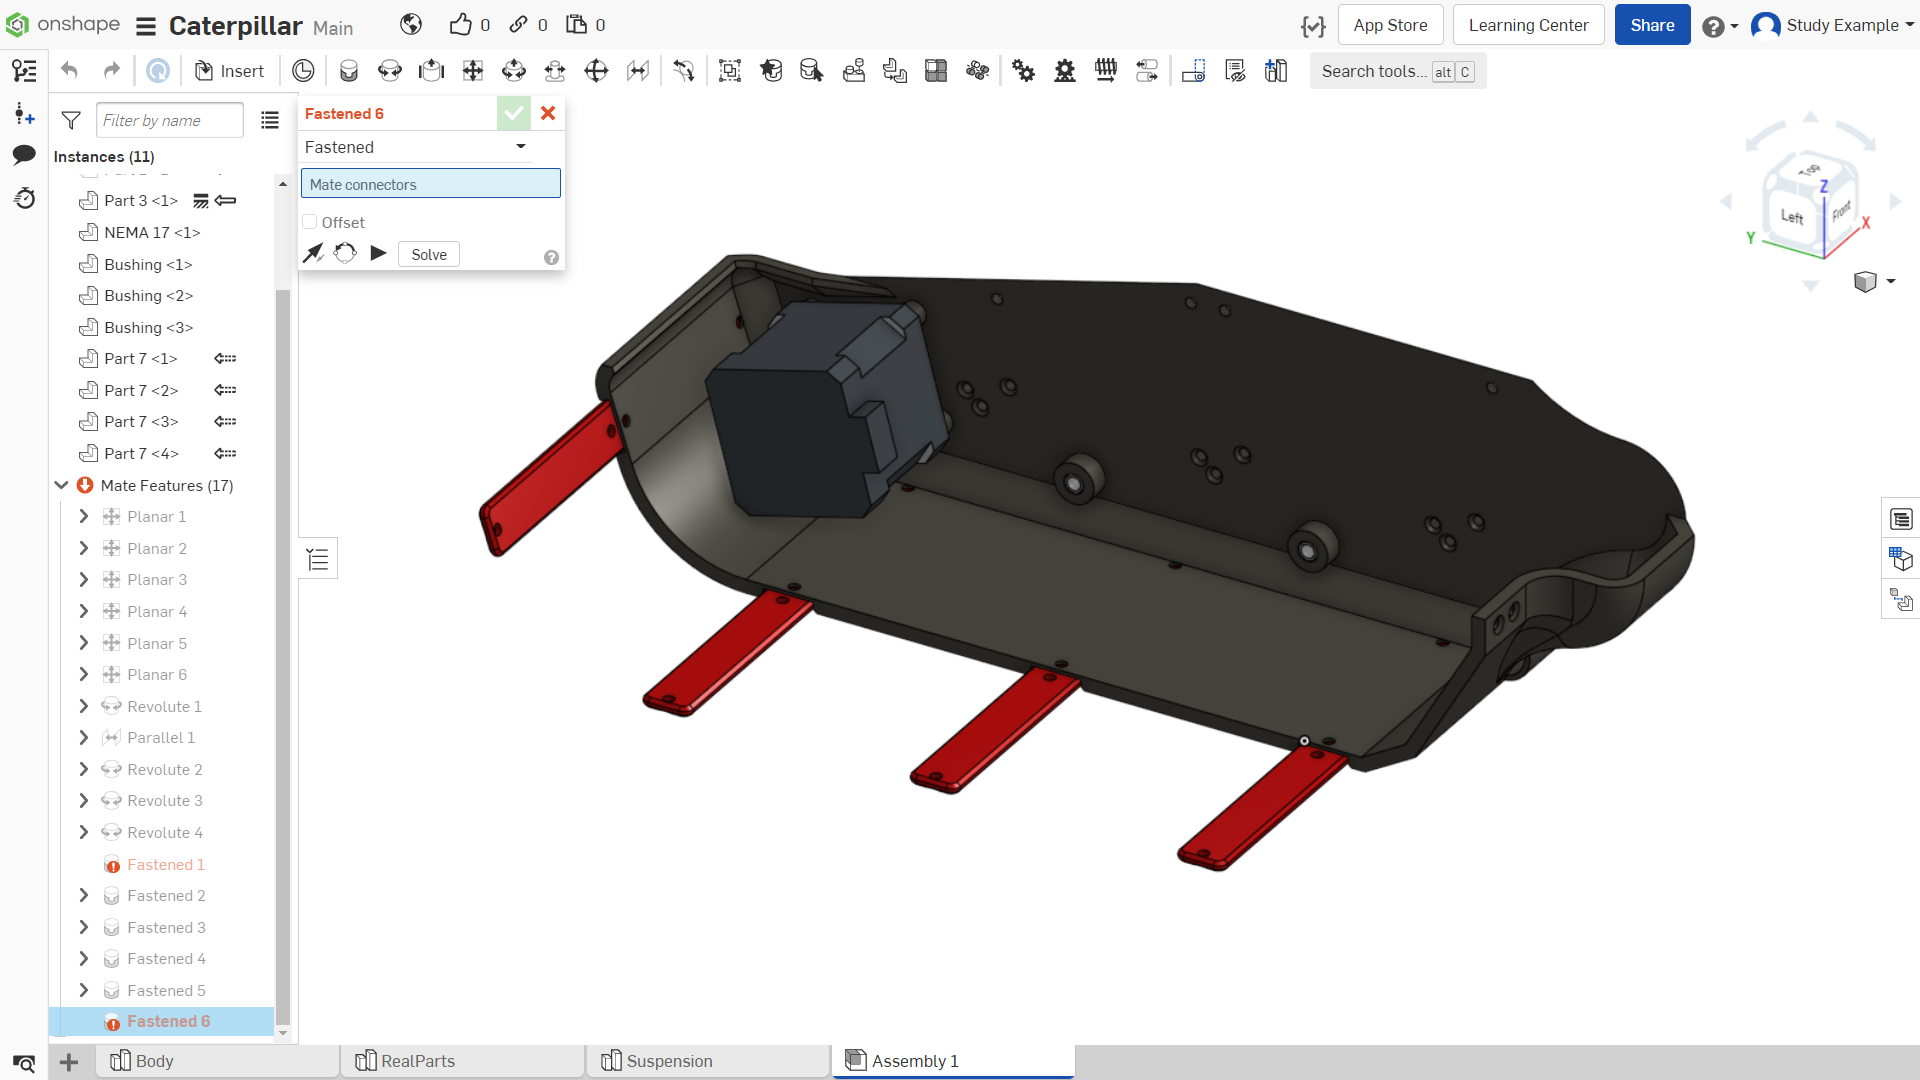 onshape Caterpillar Main 0 0 0 App Store Learning Center Share Study Example
Insert Search tools... alt C
Filter by name
Instances (11)
Part 3 <1>
NEMA 17 <1>
Bushing <1>
Bushing <2>
Bushing <3>
Part 7 <1>
Part 7 <2>
Part 7 <3>
Part 7 <4>
Mate Features (17)
Planar 1
Planar 2
Planar 3
Planar 4
Planar 5
Planar 6
Revolute 1
Parallel 1
Revolute 2
Revolute 3
Revolute 4
Fastened 1
Fastened 2
Fastened 3
Fastened 4
Fastened 5
Fastened 6
Fastened 6
Fastened
Mate connectors
Offset
Solve
Top
Z
Left Front
X
Y
Body RealParts Suspension Assembly 1